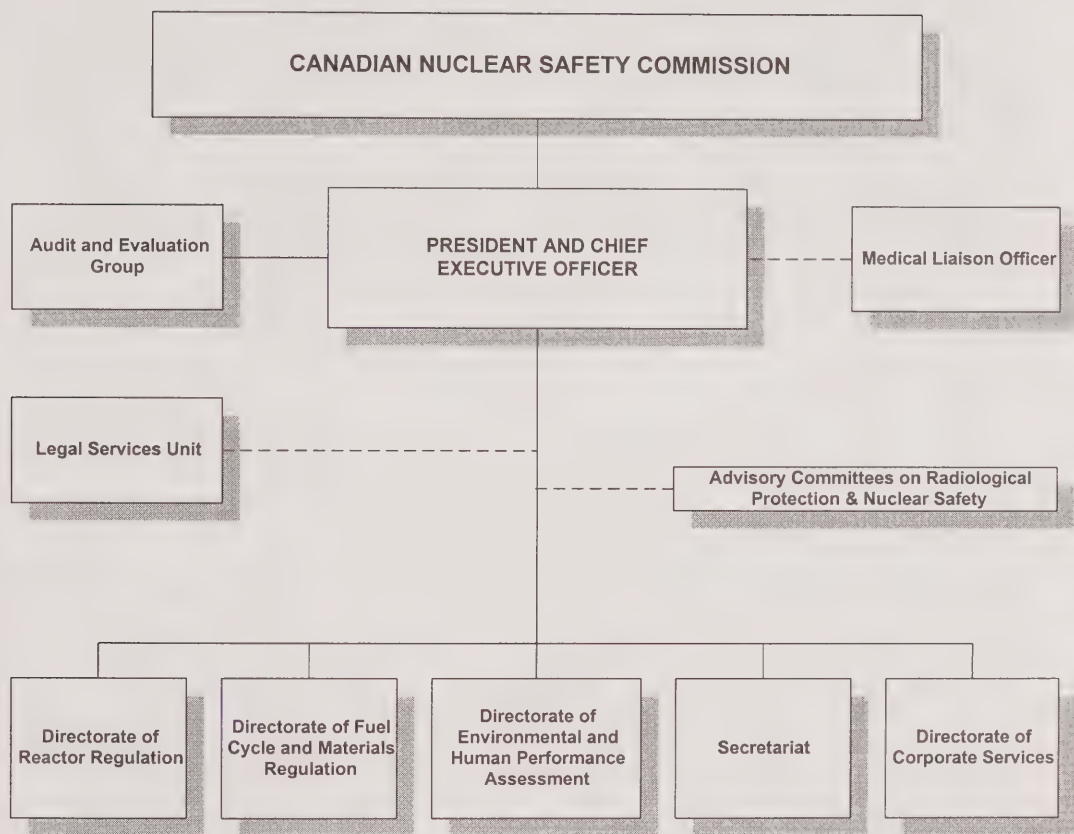 CANADIAN NUCLEAR SAFETY COMMISSION
Audit and Evaluation
Group
PRESIDENT AND CHIEF
EXECUTIVE OFFICER
Medical Liaison Officer
Legal Services Unit
Advisory Committees on Radiological
Protection & Nuclear Safety
Directorate of
Reactor Regulation
Directorate of Fuel
Cycle and Materials
Regulation
Directorate of
Environmental and
Human Performance
Assessment
Secretariat
Directorate of
Corporate Services